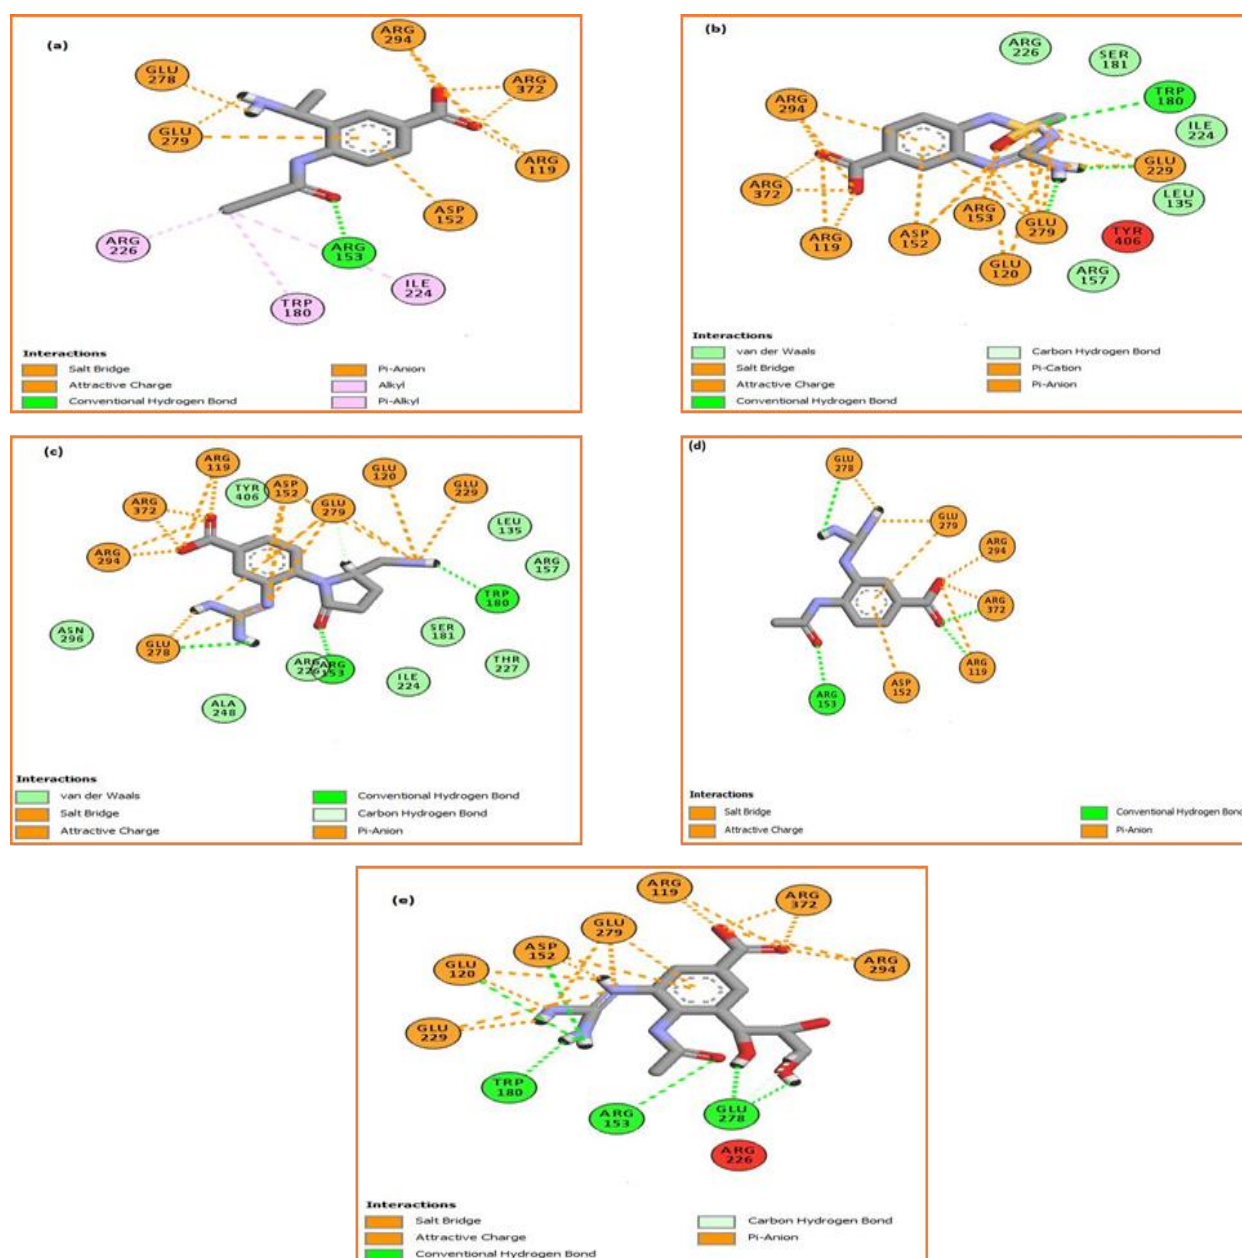 (a)
ARG
294
GLU
278
ARG
372
GLU
279
ARG
119
ASP
152
ARG
226
ARG
153
ILE
224
TRP
180
Interactions
Salt Bridge
Attractive Charge
Conventional Hydrogen Bond
Pi-Anion
Alkyl
Pi-Alkyl
(b)
ARG
226
SER
181
TRP
180
ARG
294
ILE
224
GLU
229
ARG
372
LEU
135
ARG
153
GLU
279
ARG
119
ASP
152
TYR
406
GLU
120
ARG
157
Interactions
van der Waals
Salt Bridge
Attractive Charge
Conventional Hydrogen Bond
Carbon Hydrogen Bond
Pi-Cation
Pi-Anion
(c)
ARG
119
TYR
406
ASP
152
GLU
120
GLU
279
GLU
229
ARG
372
LEU
135
ARG
294
ARG
157
TRP
180
ASN
296
GLU
278
SER
181
ARG
226
ARG
153
ILE
224
THR
227
ALA
248
Interactions
van der Waals
Salt Bridge
Attractive Charge
Conventional Hydrogen Bond
Carbon Hydrogen Bond
Pi-Anion
(d)
GLU
278
GLU
279
ARG
294
ARG
372
ARG
119
ASP
152
ARG
153
Interactions
Salt Bridge
Attractive Charge
Conventional Hydrogen Bond
Pi-Anion
(e)
ARG
119
ARG
372
GLU
279
ASP
152
GLU
120
ARG
294
GLU
229
TRP
180
ARG
153
GLU
278
ARG
226
Interactions
Salt Bridge
Attractive Charge
Conventional Hydrogen Bond
Carbon Hydrogen Bond
Pi-Anion